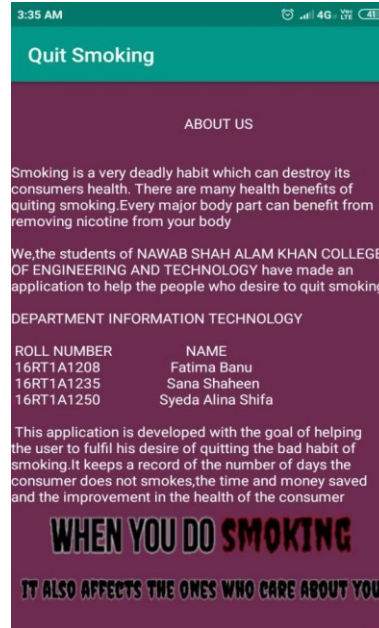 3:35 AM 4G VoLTE 41
Quit Smoking
ABOUT US
Smoking is a very deadly habit which can destroy its
consumers health. There are many health benefits of
quiting smoking.Every major body part can benefit from
removing nicotine from your body
We,the students of NAWAB SHAH ALAM KHAN COLLEGE
OF ENGINEERING AND TECHNOLOGY have made an
application to help the people who desire to quit smoking
DEPARTMENT INFORMATION TECHNOLOGY
ROLL NUMBER NAME
16RT1A1208 Fatima Banu
16RT1A1235 Sana Shaheen
16RT1A1250 Syeda Alina Shifa
This application is developed with the goal of helping
the user to fulfil his desire of quitting the bad habit of
smoking.It keeps a record of the number of days the
consumer does not smokes,the time and money saved
and the improvement in the health of the consumer
WHEN YOU DO SMOKING
IT ALSO AFFECTS THE ONES WHO CARE ABOUT YOU